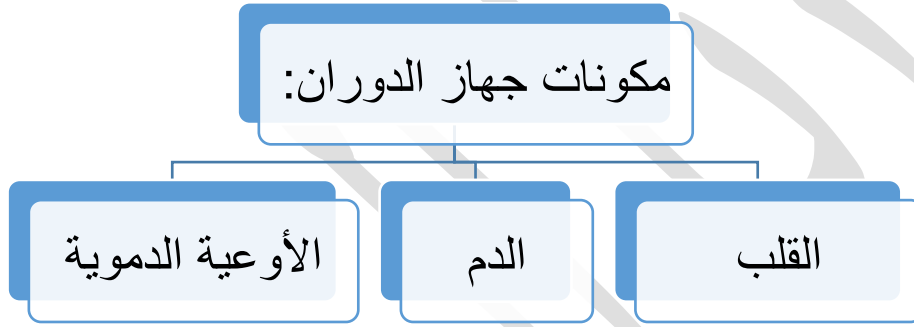 مكونات جهاز الدوران:
القلب
الدم
الأوعية الدموية